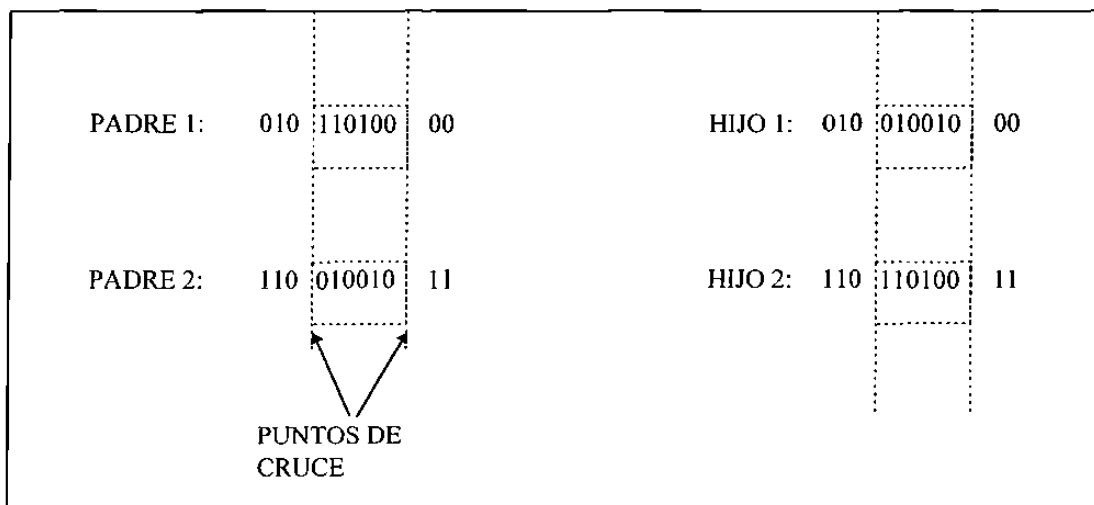 PADRE 1: 010 110100 00
HIJO 1: 010 010010 00
PADRE 2: 110 010010 11
HIJO 2: 110 110100 11
PUNTOS DE
CRUCE